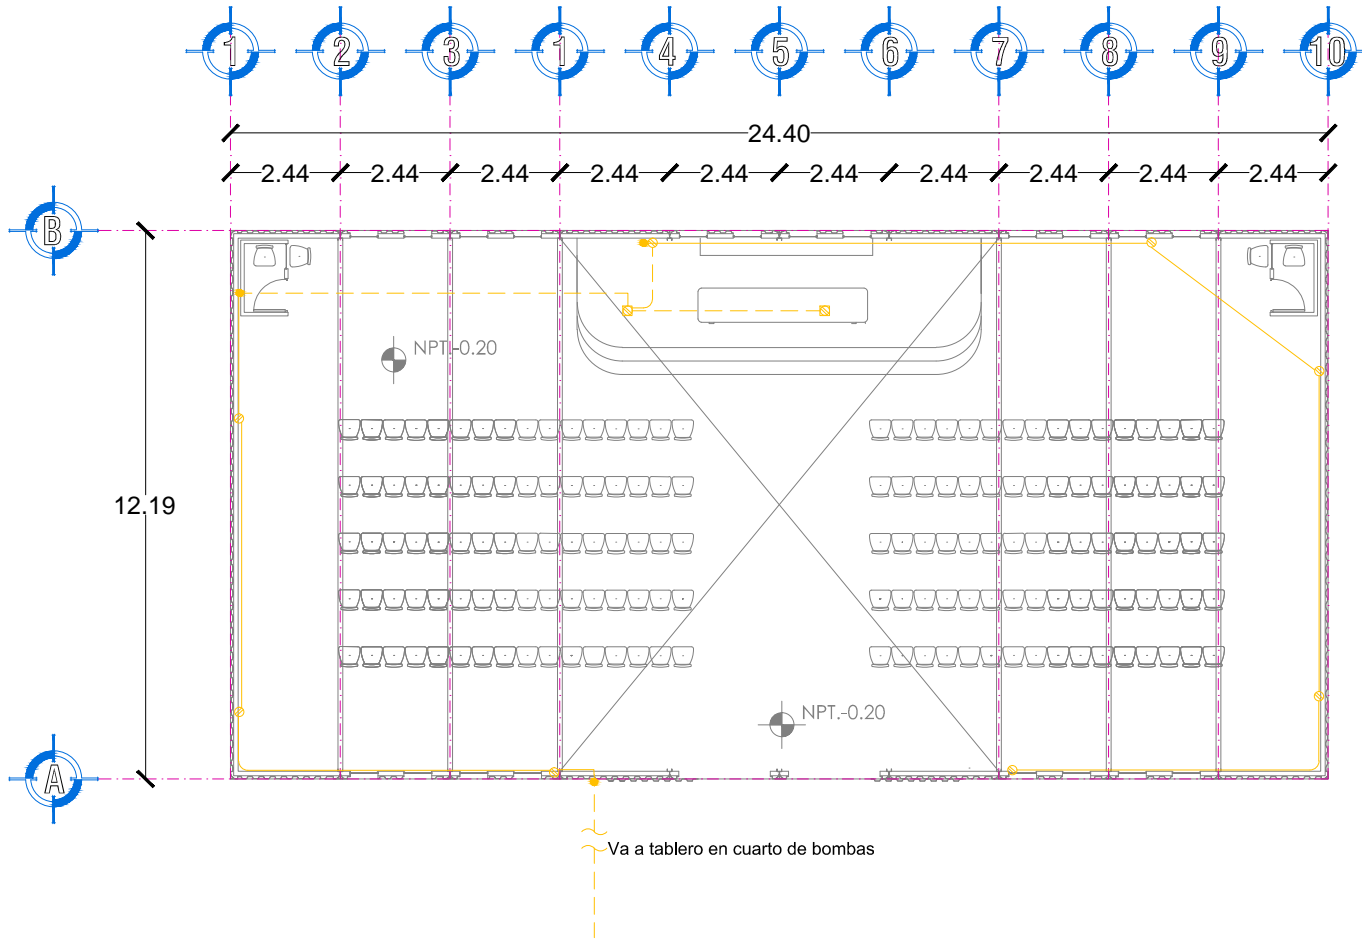 1 2 3 1 4 5 6 7 8 9 10
24.40
2.44 2.44 2.44 2.44 2.44 2.44 2.44 2.44 2.44 2.44
B
NPT.-0.20
12.19
NPT.-0.20
A
Va a tablero en cuarto de bombas